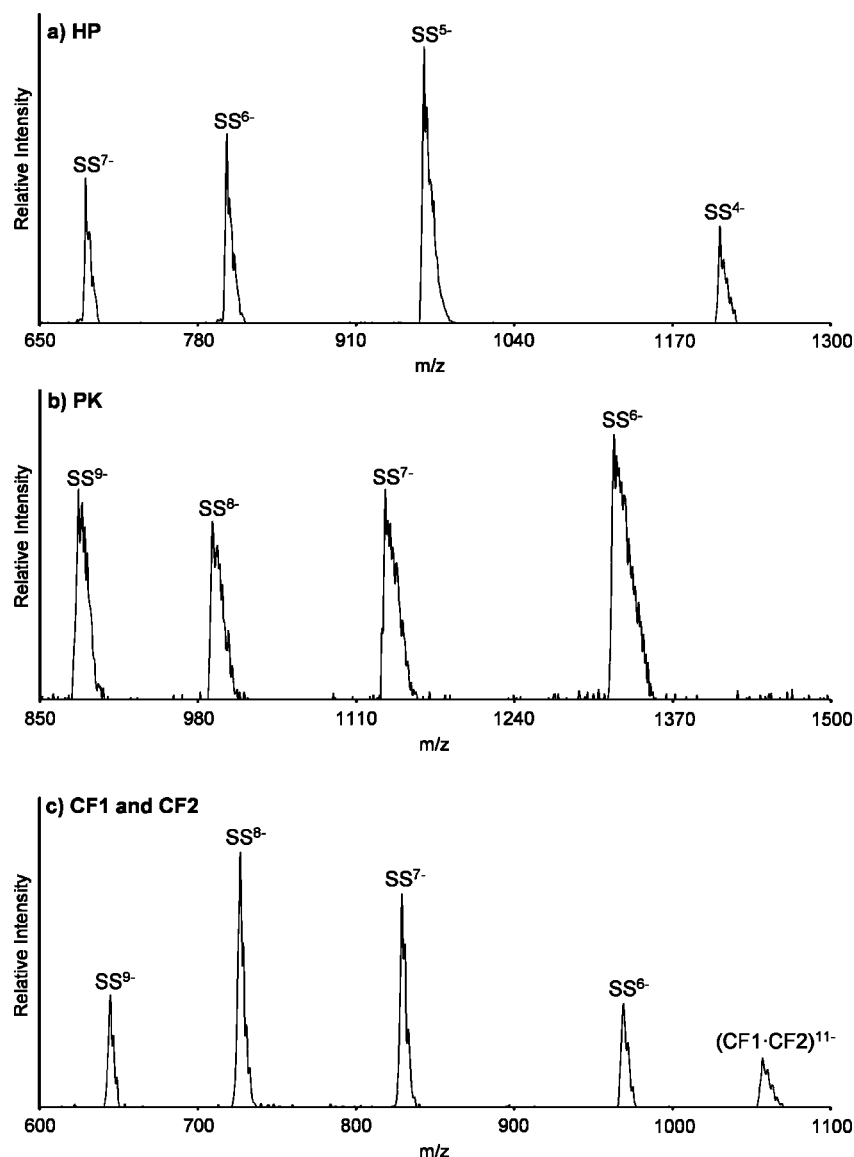 a) HP
SS5-
SS6-
SS7-
SS4-
Relative Intensity
650 780 910 1040 1170 1300
m/z
b) PK
SS6-
SS9-
SS7-
SS8-
Relative Intensity
850 980 1110 1240 1370 1500
m/z
c) CF1 and CF2
SS8-
SS7-
SS9-
SS6-
(CF1·CF2)11-
Relative Intensity
600 700 800 900 1000 1100
m/z